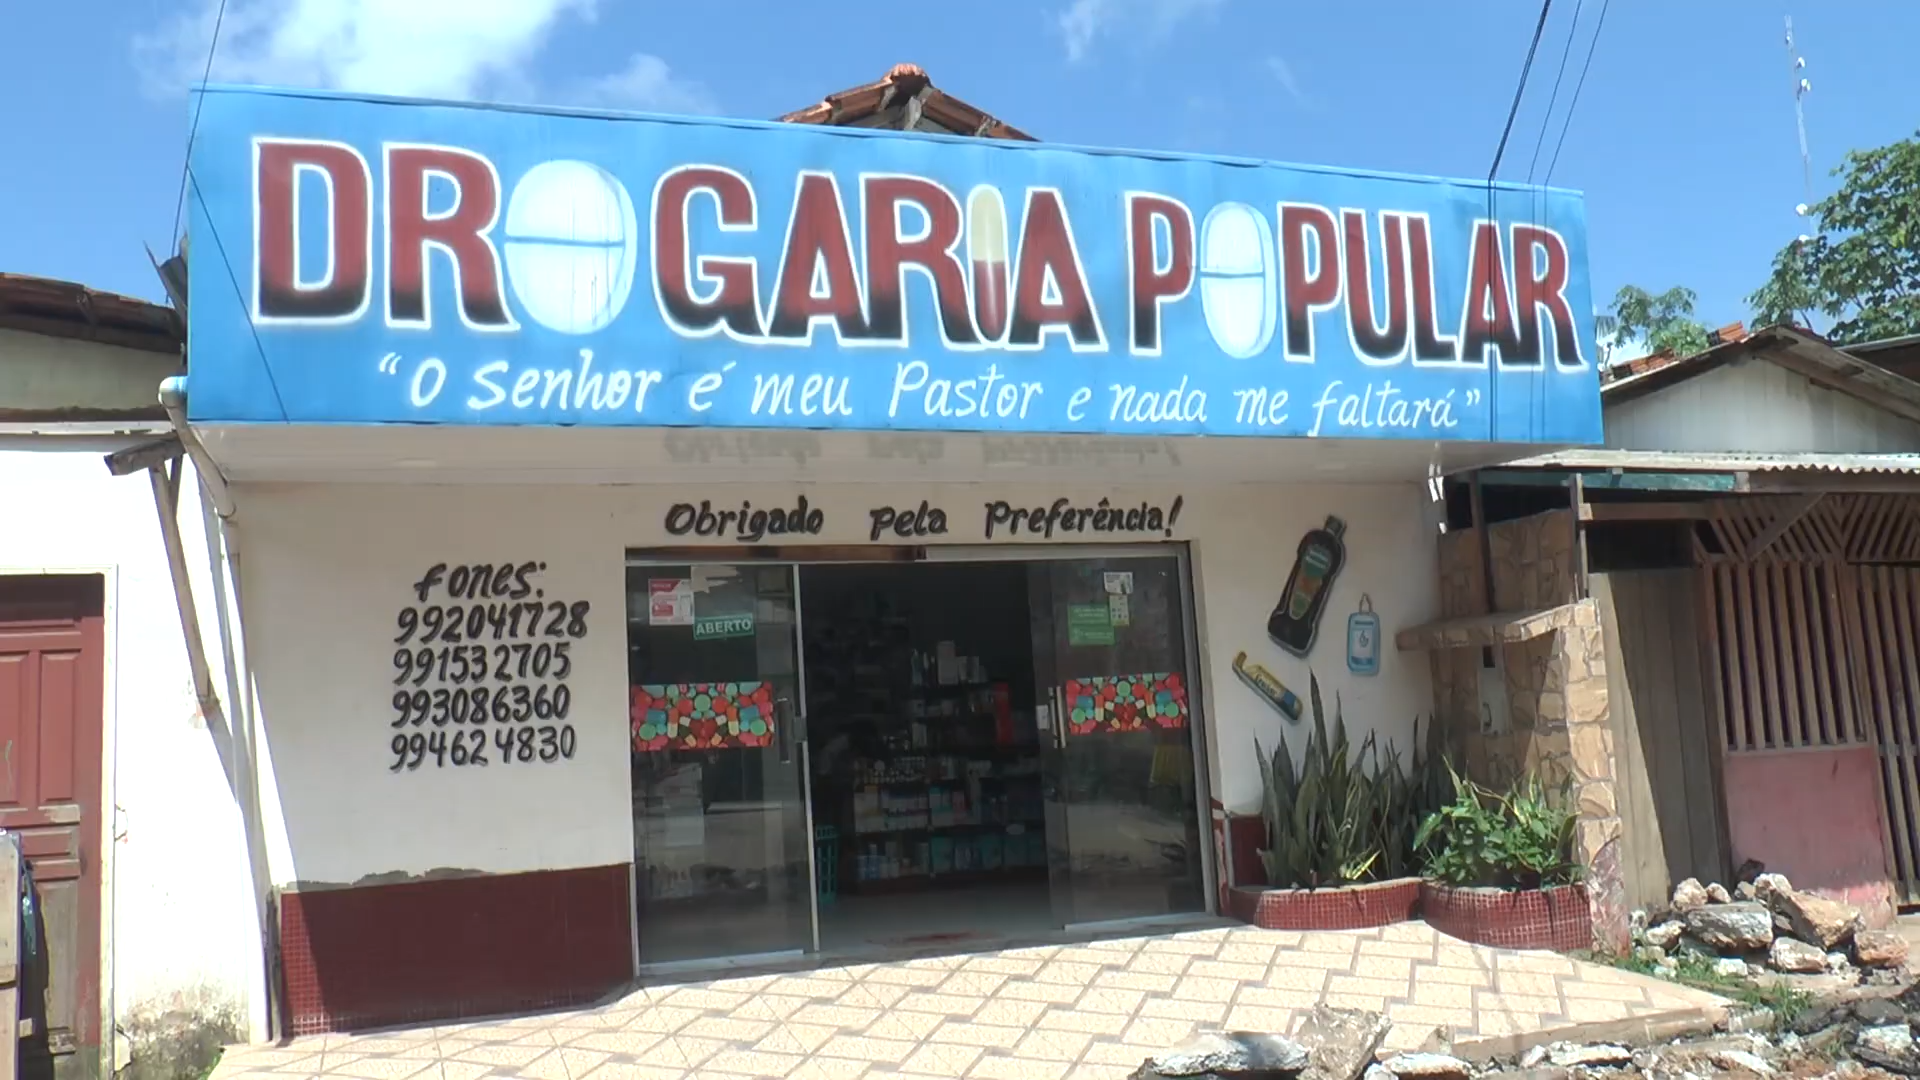 DROGARIA POPULAR
"O Senhor é meu Pastor e nada me faltará"
Obrigado pela Preferência!
fones:
992041728
991532705
993086360
994624830
ABERTO